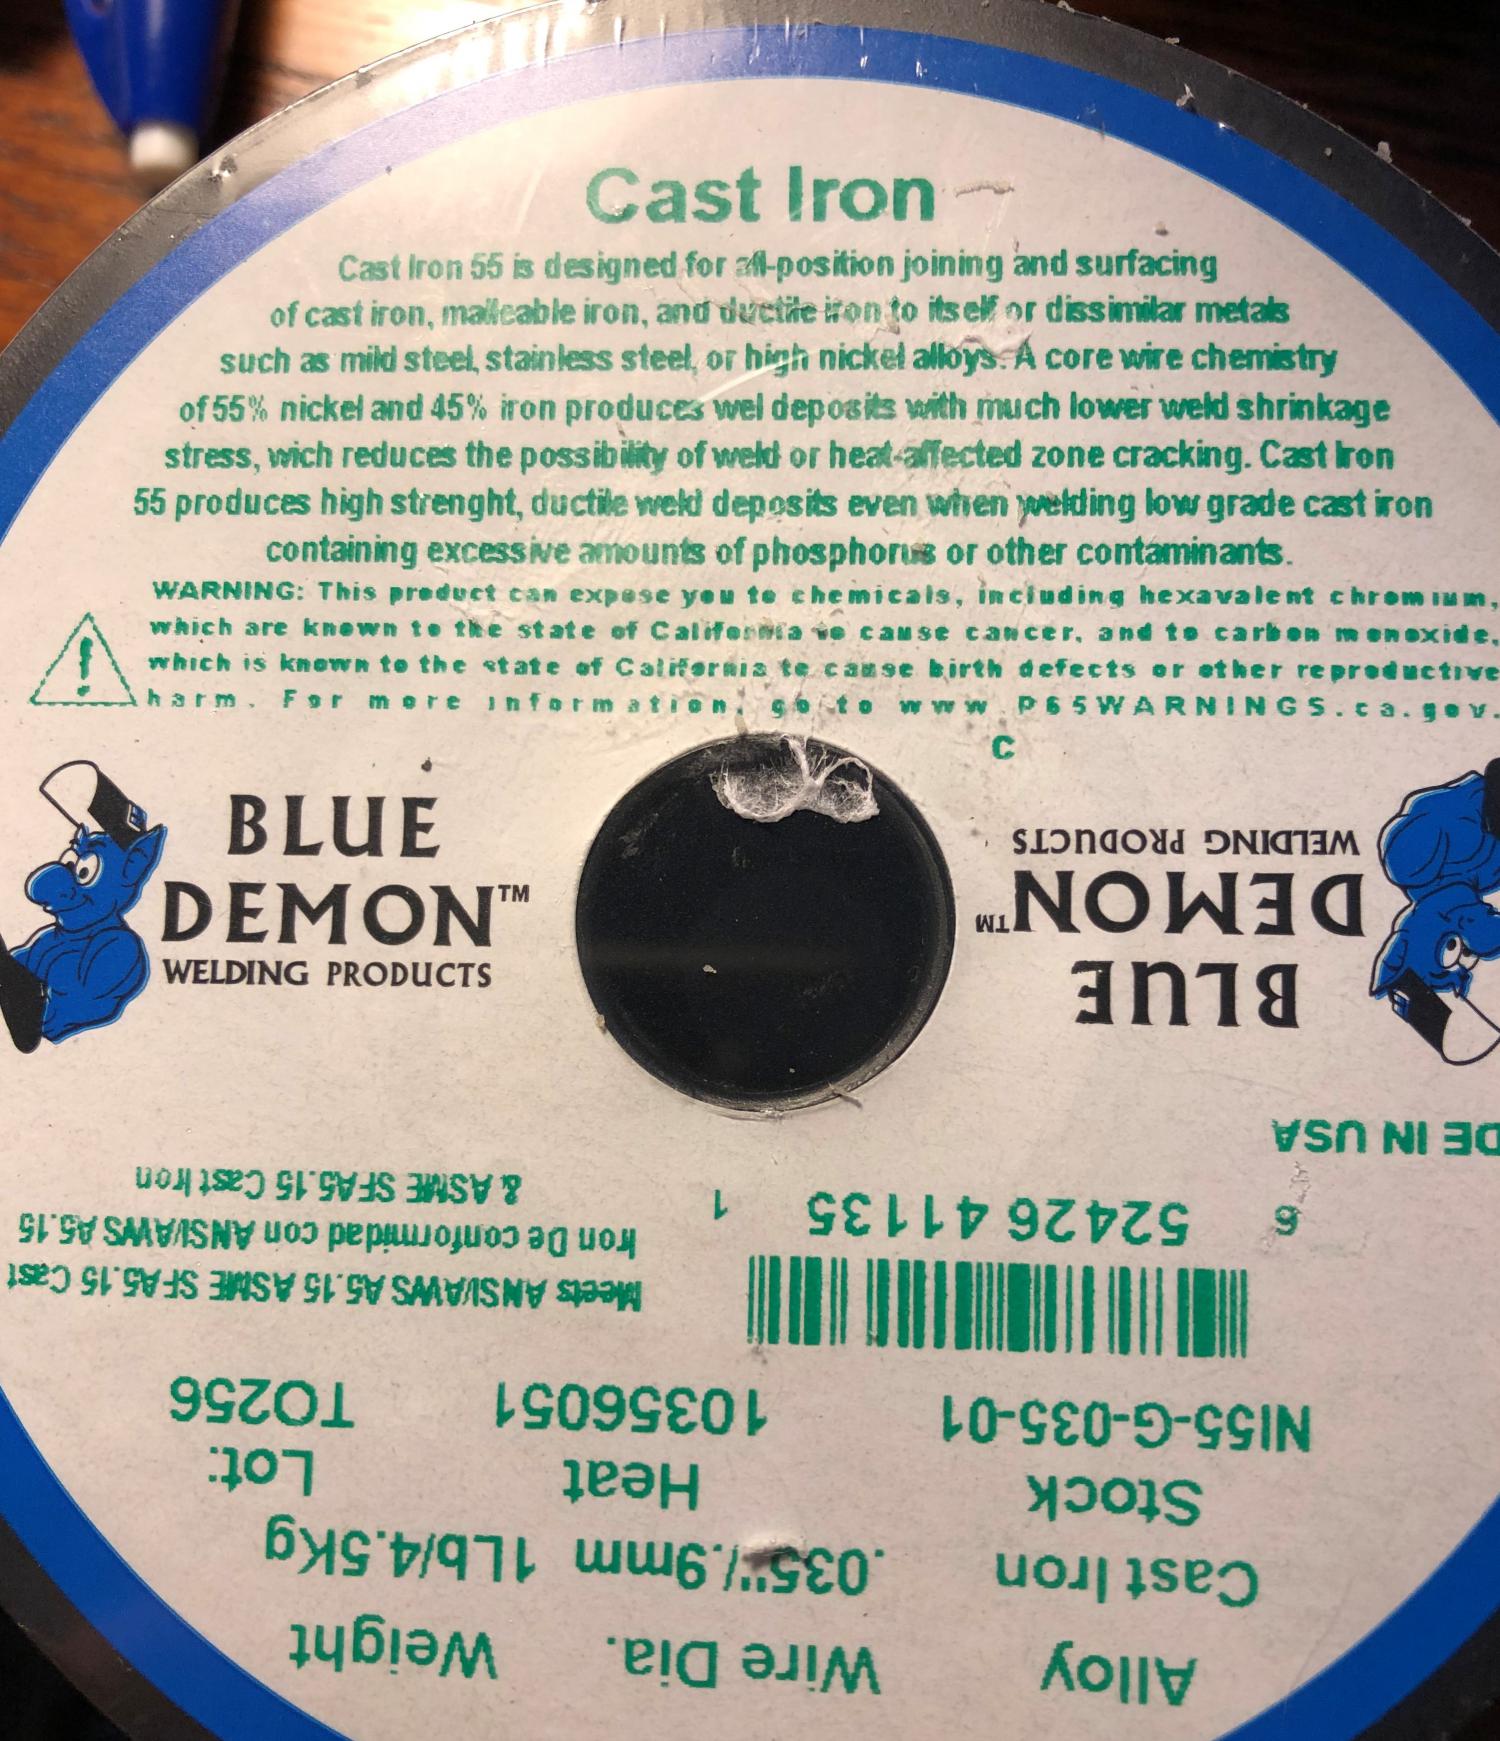 Cast Iron
Cast Iron 55 is designed for all-position joining and surfacing
of cast iron, malleable iron, and ductile iron to itself or dissimilar metals
such as mild steel, stainless steel, or high nickel alloys. A core wire chemistry
of 55% nickel and 45% iron produces wel deposits with much lower weld shrinkage
stress, wich reduces the possibility of weld or heat-affected zone cracking. Cast Iron
55 produces high strenght, ductile weld deposits even when welding low grade cast iron
containing excessive amounts of phosphorus or other contaminants.
WARNING: This product can expose you to chemicals, including hexavalent chromium,
which are known to the state of California to cause cancer, and to carbon monoxide,
which is known to the state of California to cause birth defects or other reproductive
harm. For more information, go to www.P65WARNINGS.ca.gov.
C
BLUE
DEMON™
WELDING PRODUCTS
BLUE
DEMON™
WELDING PRODUCTS
Alloy Wire Dia. Weight
Cast Iron .035"/.9mm 1Lb/4.5Kg
Stock Heat Lot:
NI55-G-035-01 10356051 TO256
Meets ANSI/AWS A5.15 ASME SFA5.15 Cast
Iron De conformidad con ANSI/AWS A5.15
& ASME SFA5.15 Cast Iron
6 52426 41135 1
DE IN USA